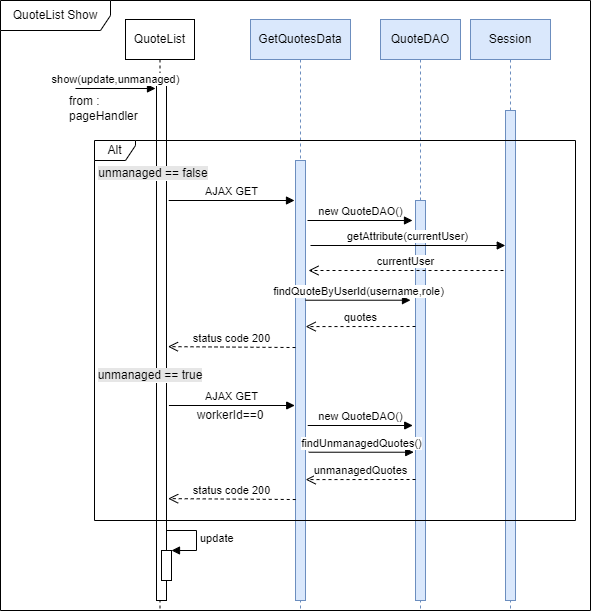 QuoteList Show
QuoteList
GetQuotesData
QuoteDAO
Session
show(update,unmanaged)
from :
pageHandler
Alt
unmanaged == false
AJAX GET
new QuoteDAO()
getAttribute(currentUser)
currentUser
findQuoteByUserId(username,role)
quotes
status code 200
unmanaged == true
AJAX GET
workerId==0
new QuoteDAO()
findUnmanagedQuotes()
unmanagedQuotes
status code 200
update